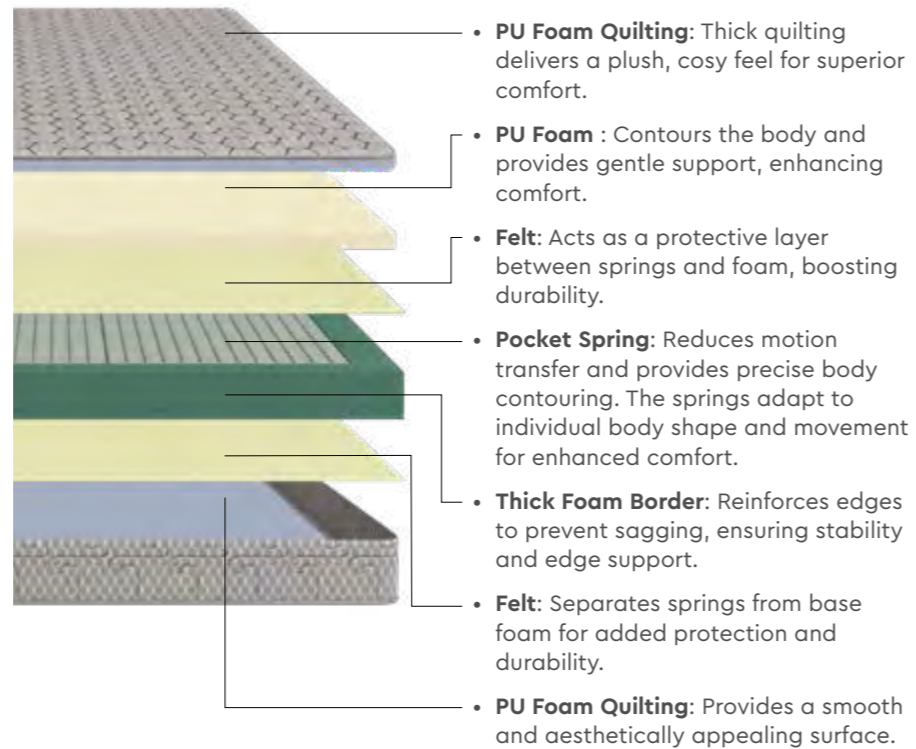 • PU Foam Quilting: Thick quilting
delivers a plush, cosy feel for superior
comfort.
• PU Foam : Contours the body and
provides gentle support, enhancing
comfort.
• Felt: Acts as a protective layer
between springs and foam, boosting
durability.
• Pocket Spring: Reduces motion
transfer and provides precise body
contouring. The springs adapt to
individual body shape and movement
for enhanced comfort.
• Thick Foam Border: Reinforces edges
to prevent sagging, ensuring stability
and edge support.
• Felt: Separates springs from base
foam for added protection and
durability.
• PU Foam Quilting: Provides a smooth
and aesthetically appealing surface.